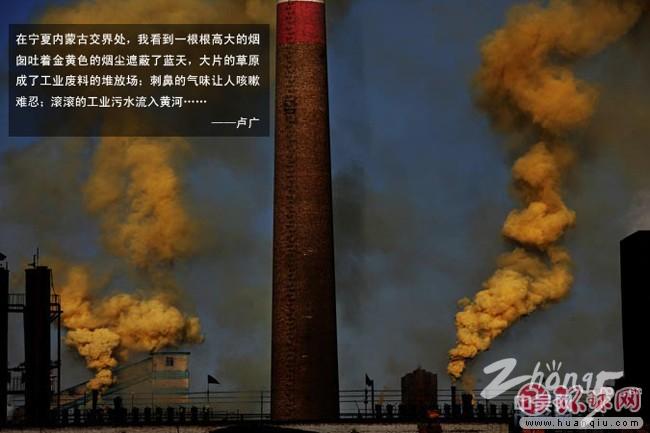 在宁夏内蒙古交界处，我看到一根根高大的烟
囱吐着金黄色的烟尘遮蔽了蓝天，大片的草原
成了工业废料的堆放场；刺鼻的气味让人咳嗽
难忍；滚滚的工业污水流入黄河……
——卢广
环球网
www.huanqiu.com